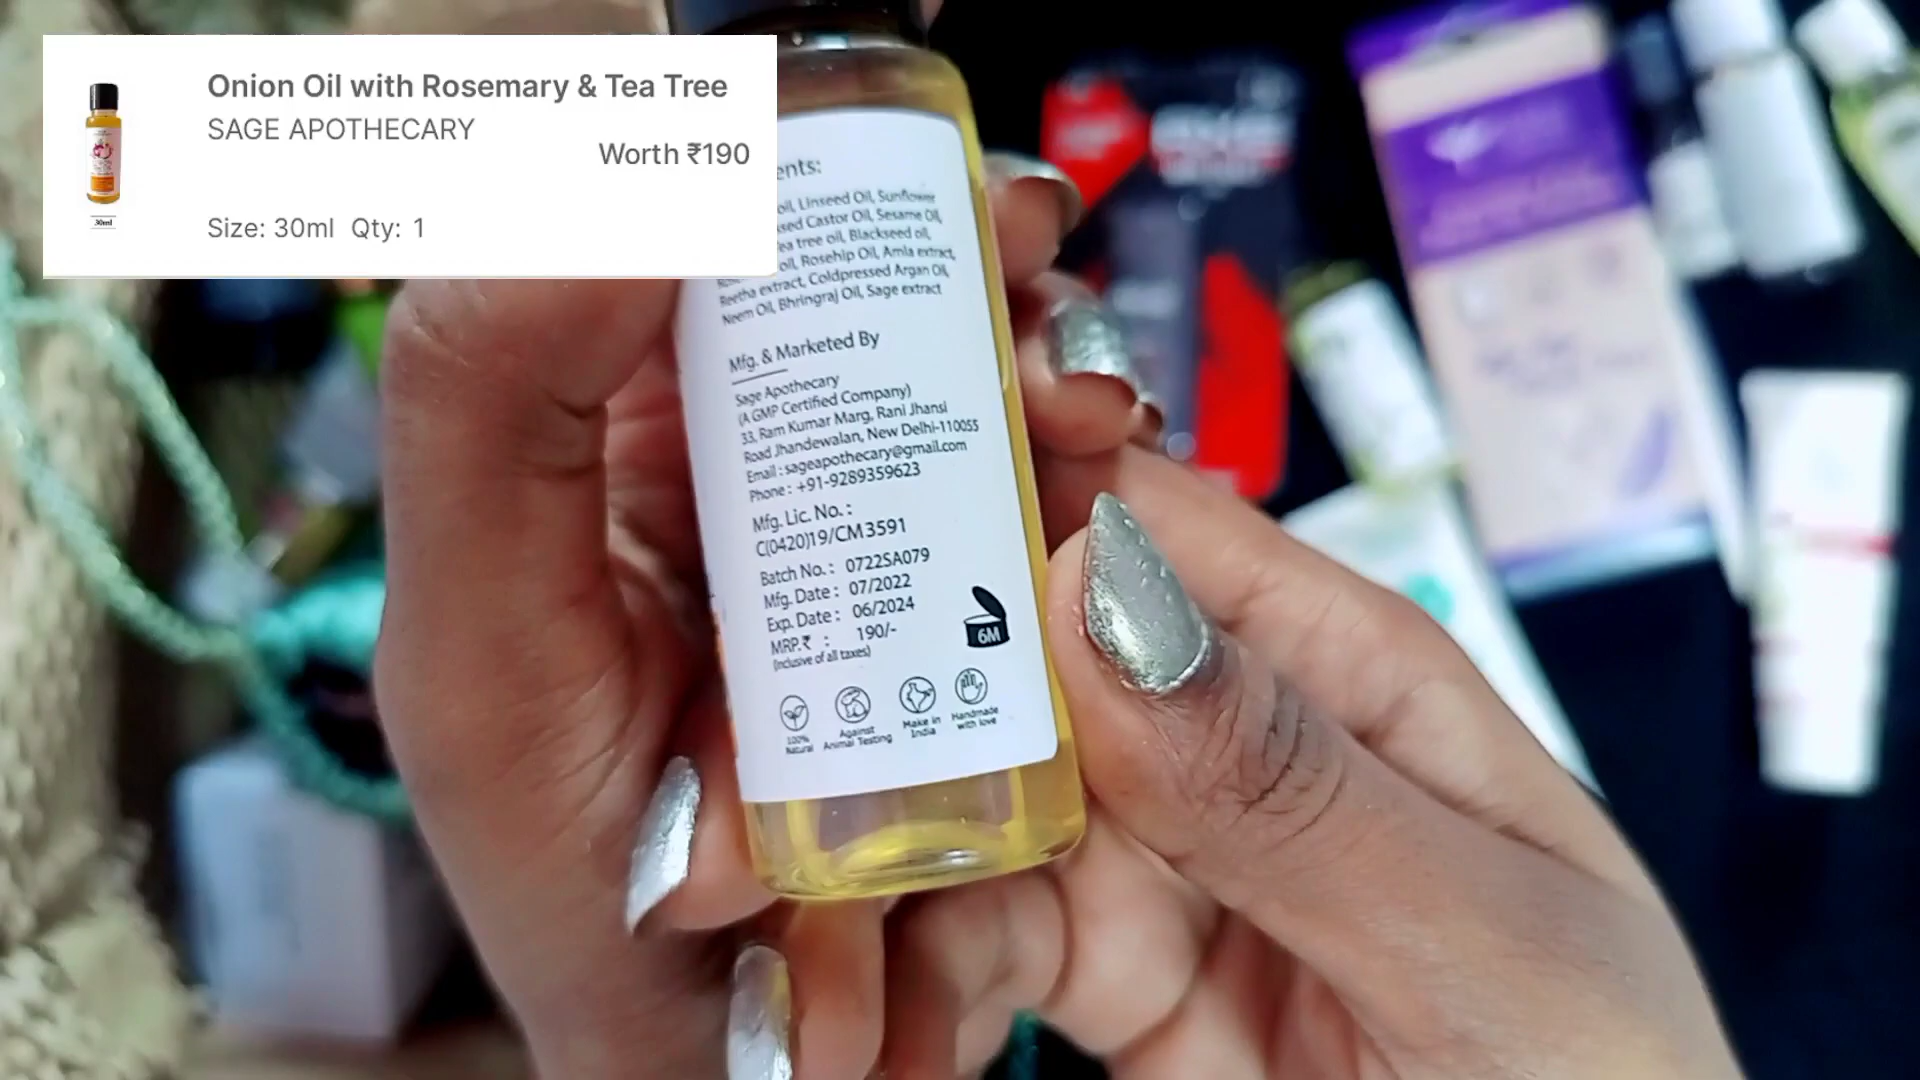 Onion Oil with Rosemary & Tea Tree
SAGE APOTHECARY
Worth ₹190
Size: 30ml Qty: 1
30ml
ents:
oil, Linseed Oil, Sunflower
sed Castor Oil, Sesame Oil,
ea tree oil, Blackseed oil,
oil, Rosehip Oil, Amla extract,
Reetha extract, Coldpressed Argan Oil,
Neem Oil, Bhringraj Oil, Sage extract
Mfg. & Marketed By
Sage Apothecary
(A GMP Certified Company)
33, Ram Kumar Marg, Rani Jhansi
Road Jhandewalan, New Delhi-110055
Email : sageapothecary@gmail.com
Phone : +91-9289359623
Mfg. Lic. No. :
C(0420)19/CM3591
Batch No. : 0722SA079
Mfg. Date : 07/2022
Exp. Date : 06/2024
MRP.₹ : 190/-
(Inclusive of all taxes)
6M
100% Natural
Against Animal Testing
Make in India
Handmade with love